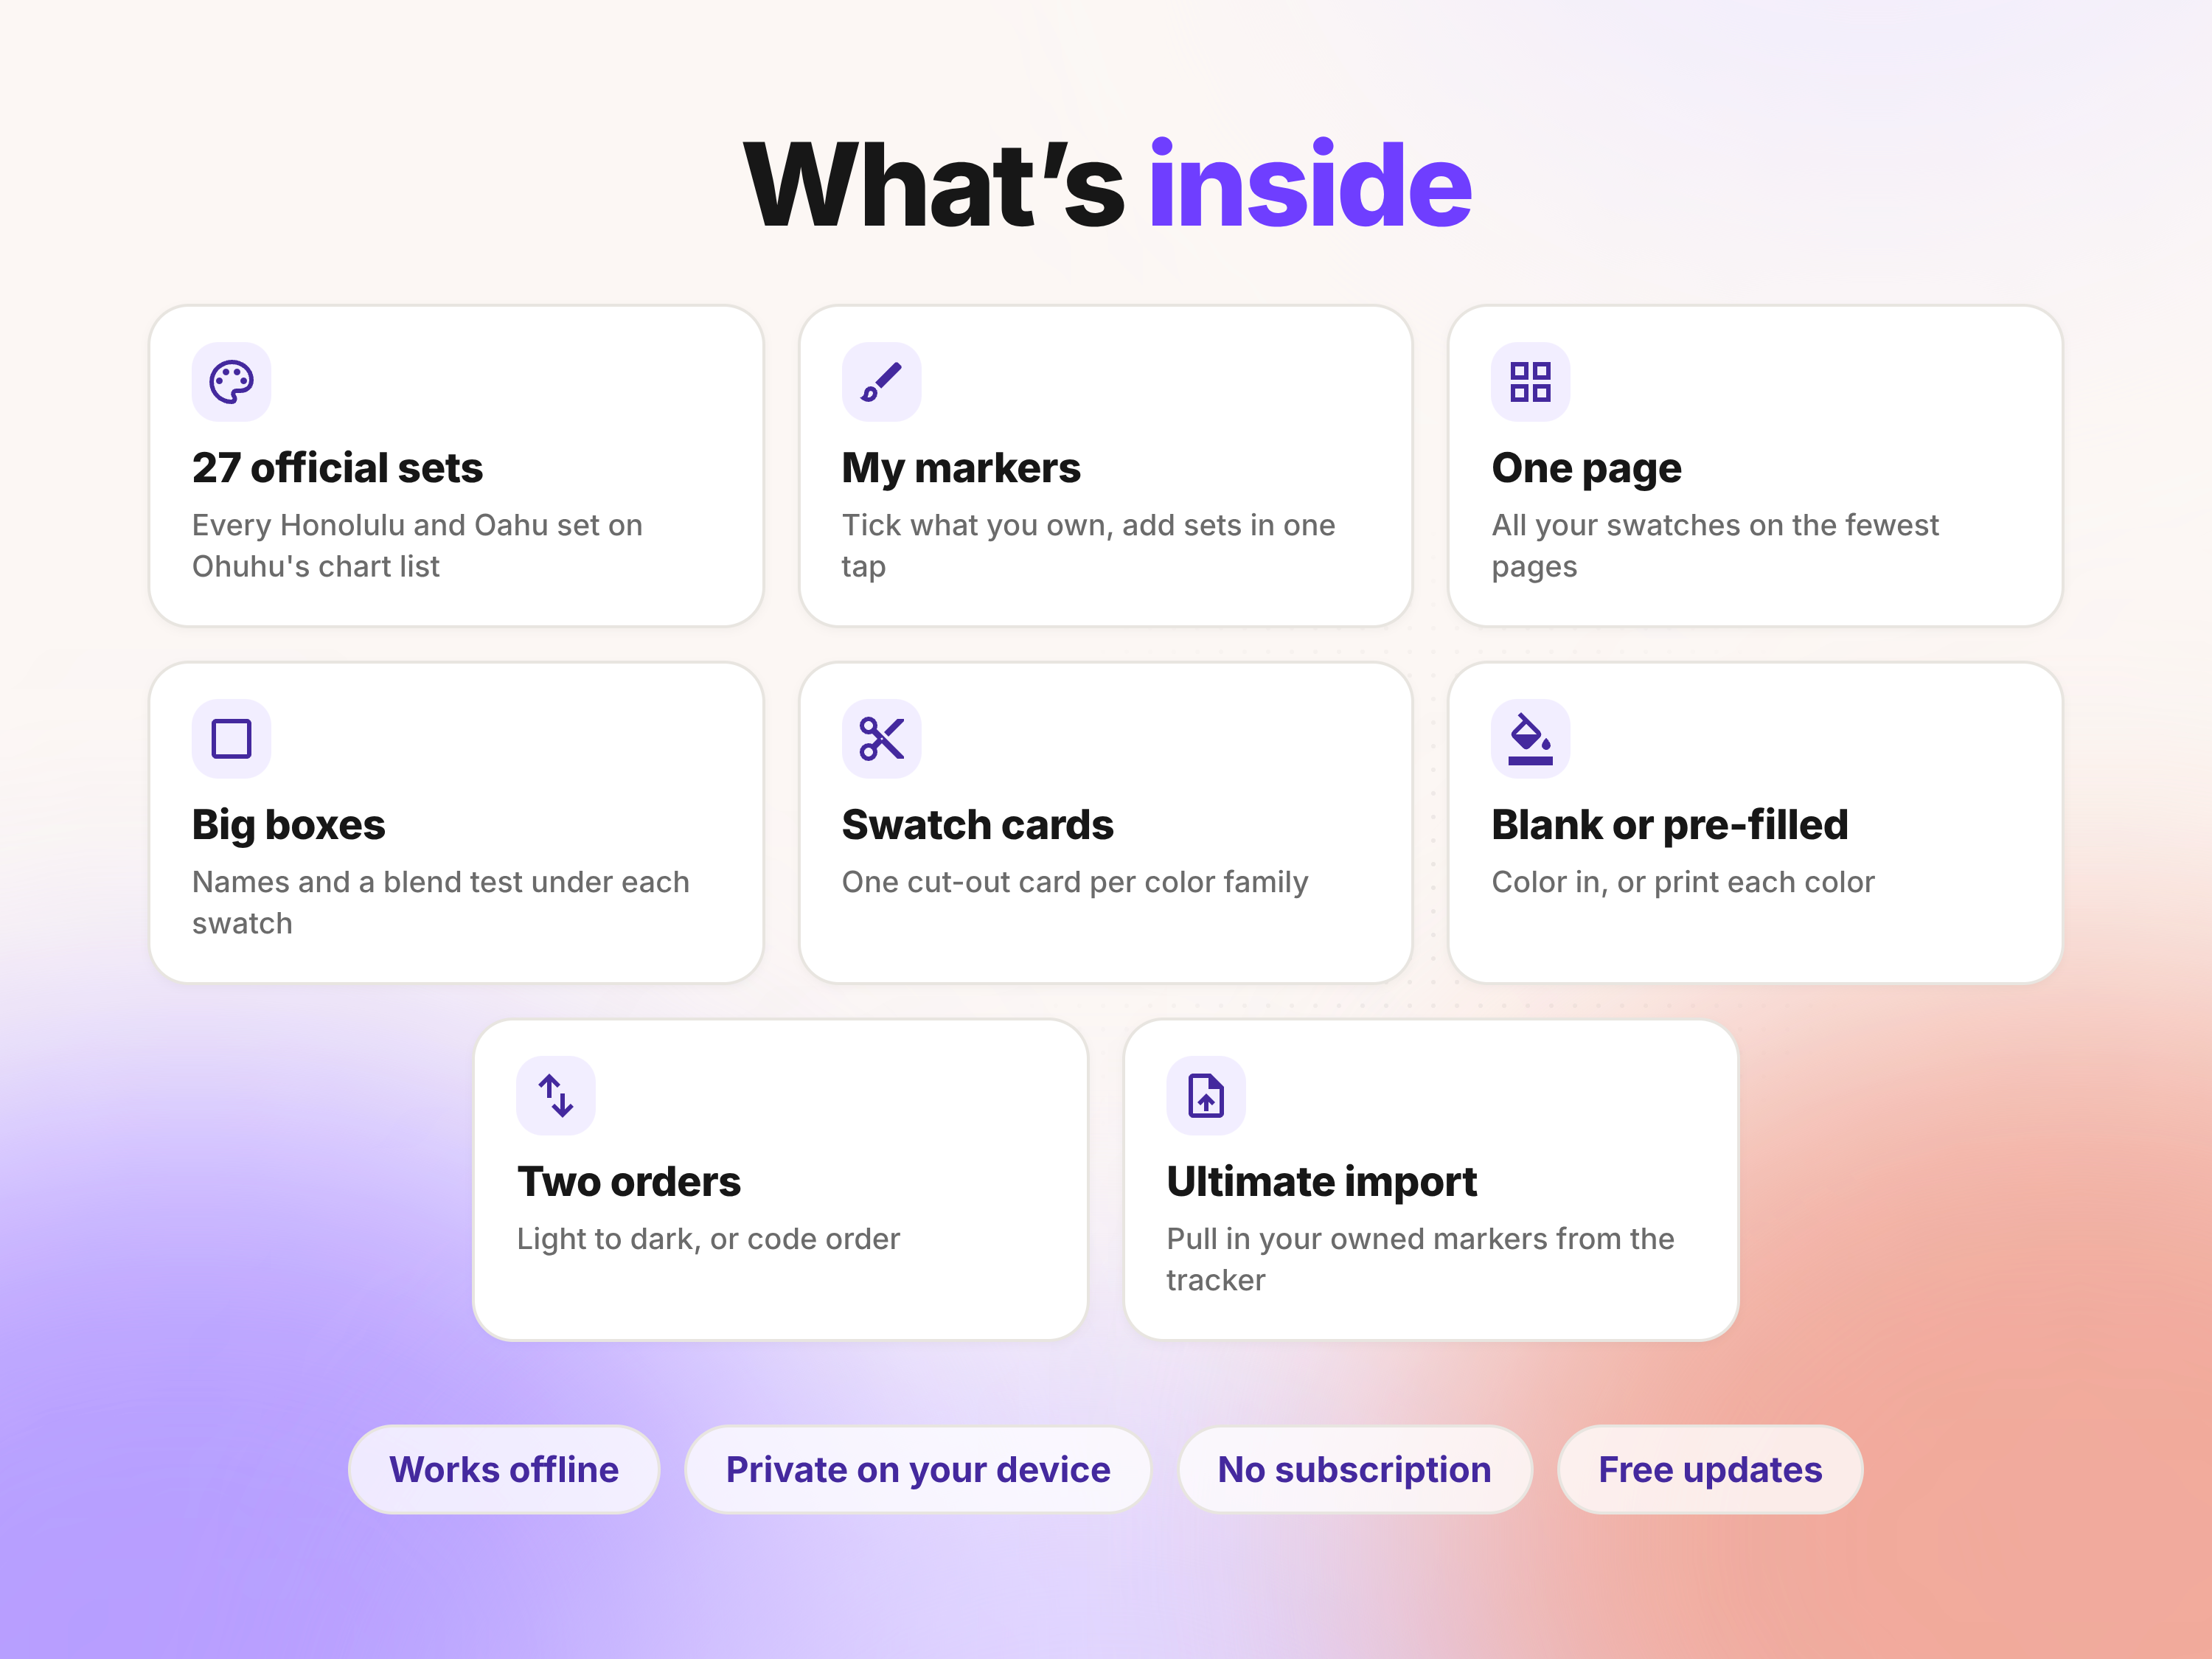 What’s inside
27 official sets
Every Honolulu and Oahu set on
Ohuhu's chart list
My markers
Tick what you own, add sets in one
tap
One page
All your swatches on the fewest
pages
Big boxes
Names and a blend test under each
swatch
Swatch cards
One cut-out card per color family
Blank or pre-filled
Color in, or print each color
Two orders
Light to dark, or code order
Ultimate import
Pull in your owned markers from the
tracker
Works offline
Private on your device
No subscription
Free updates